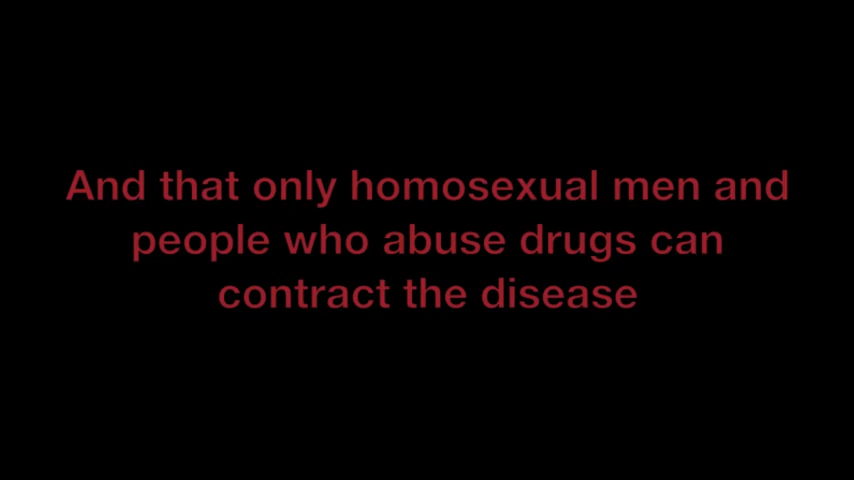 And that only homosexual men and
people who abuse drugs can
contract the disease